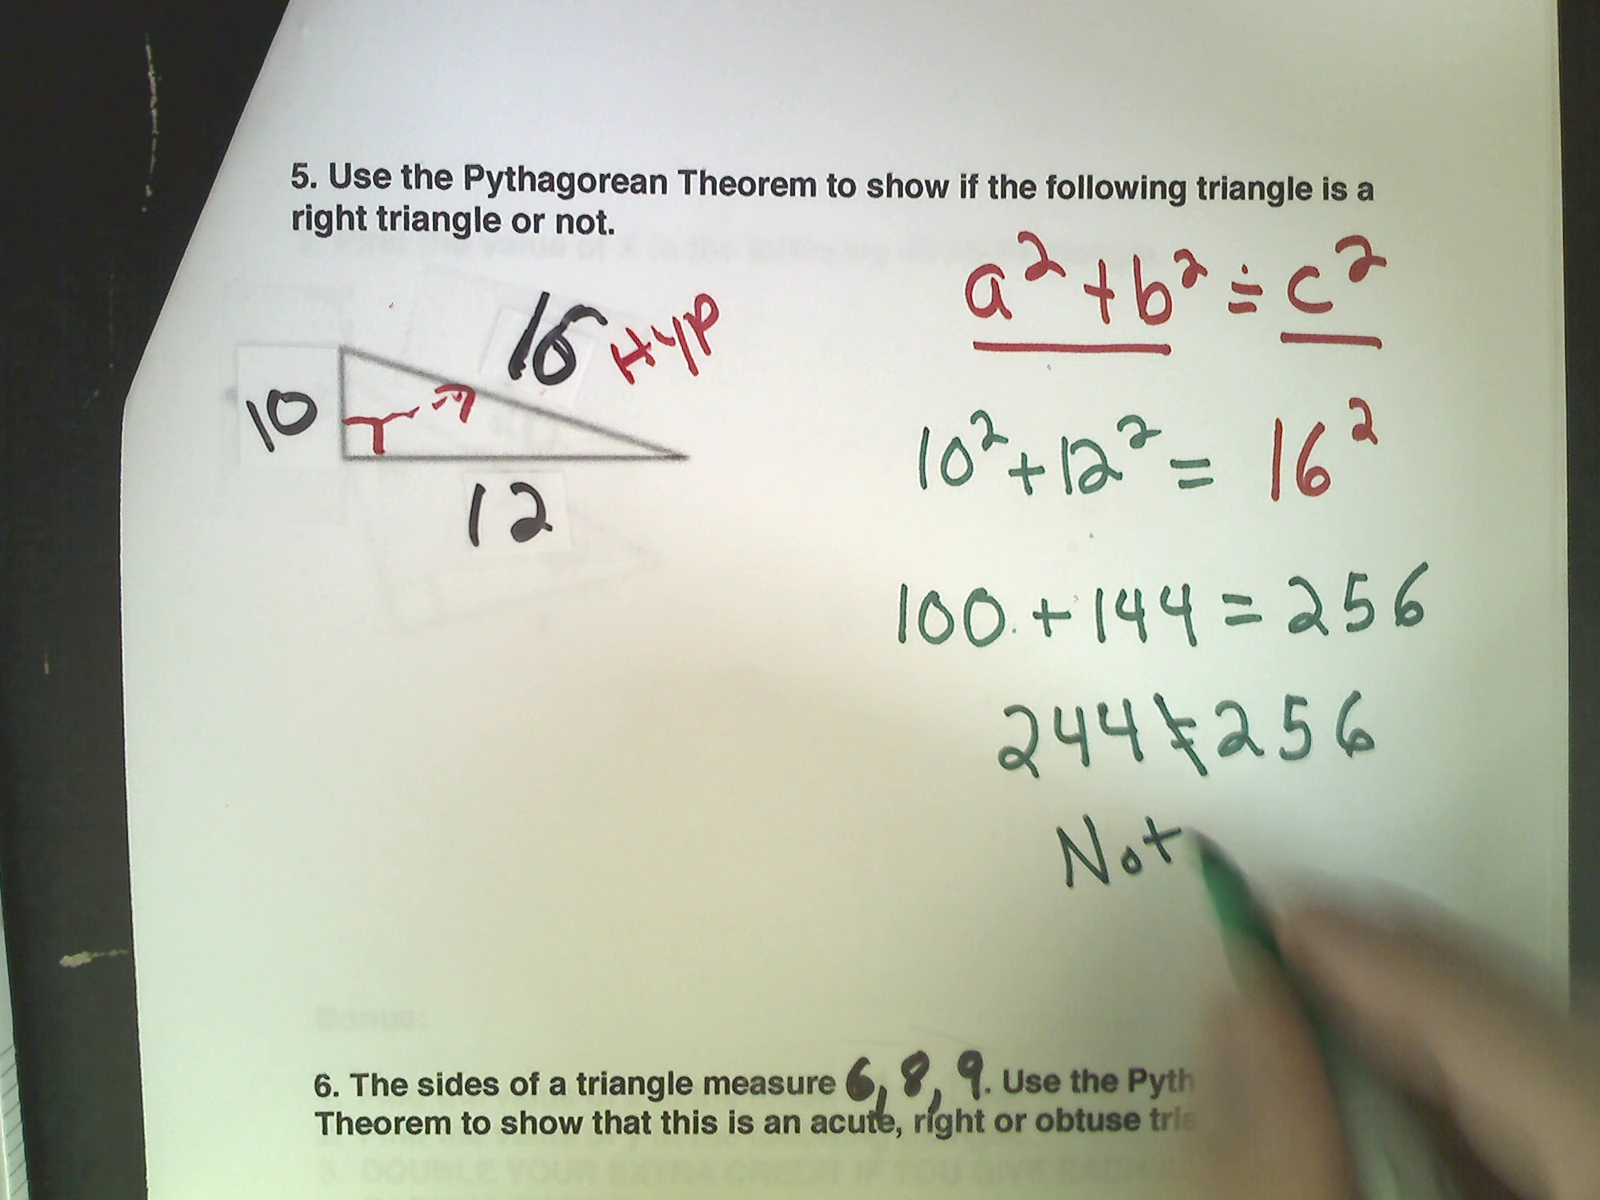 5. Use the Pythagorean Theorem to show if the following triangle is a
right triangle or not.
a² + b² = c²
16 Hyp
10
12
10² + 12² = 16²
100 + 144 = 256
244 ≠ 256
Not
6. The sides of a triangle measure 6, 8, 9. Use the Pyth
Theorem to show that this is an acute, right or obtuse tria